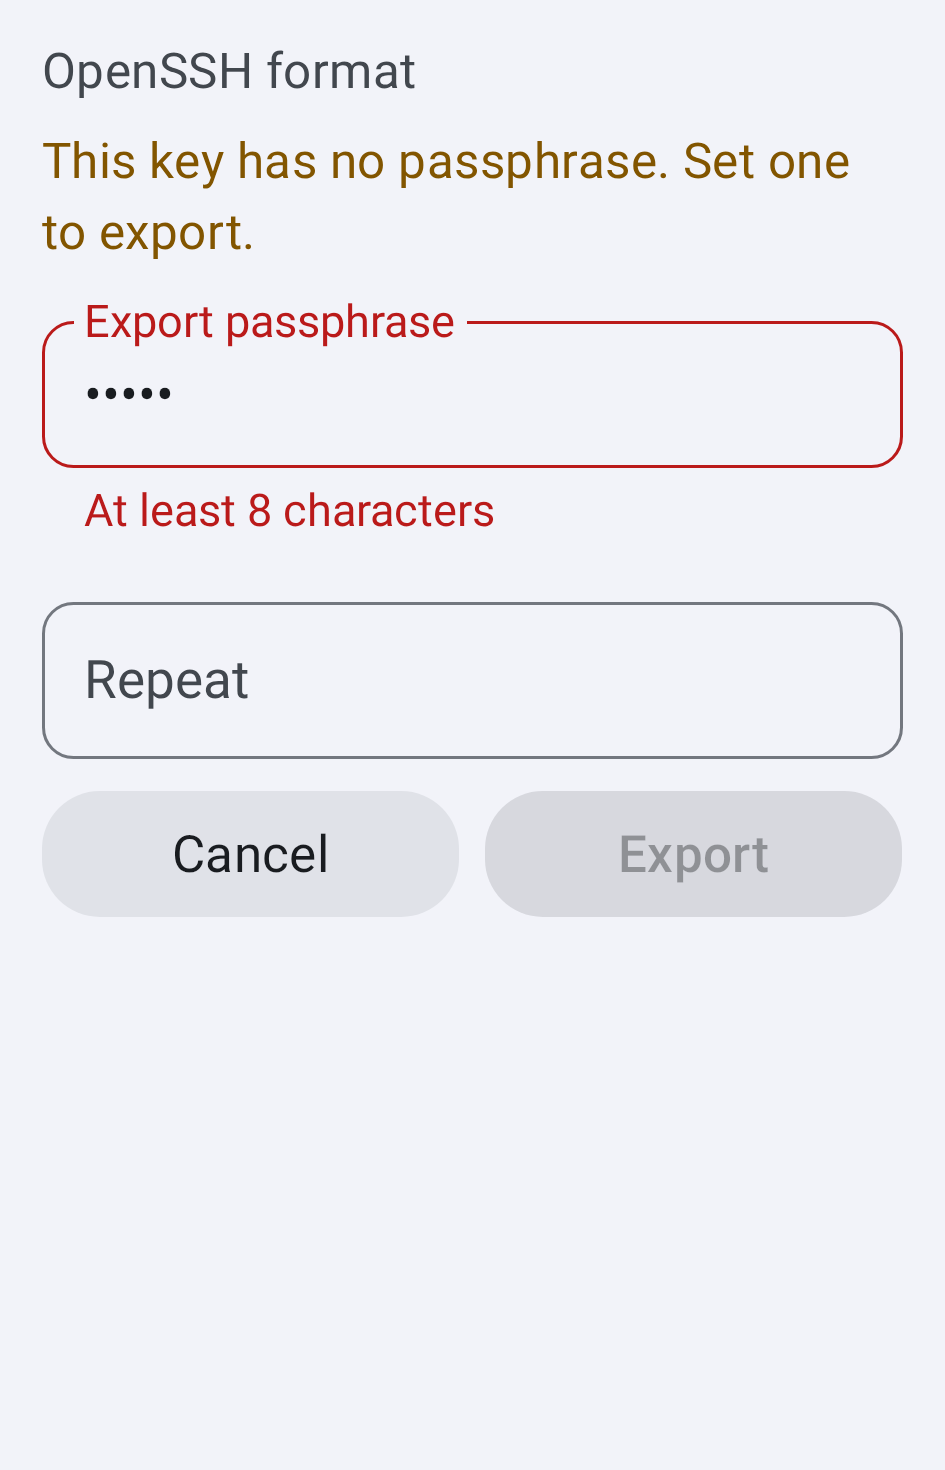 OpenSSH format
This key has no passphrase. Set one
to export.
Export passphrase
•••••
At least 8 characters
Repeat
Cancel
Export